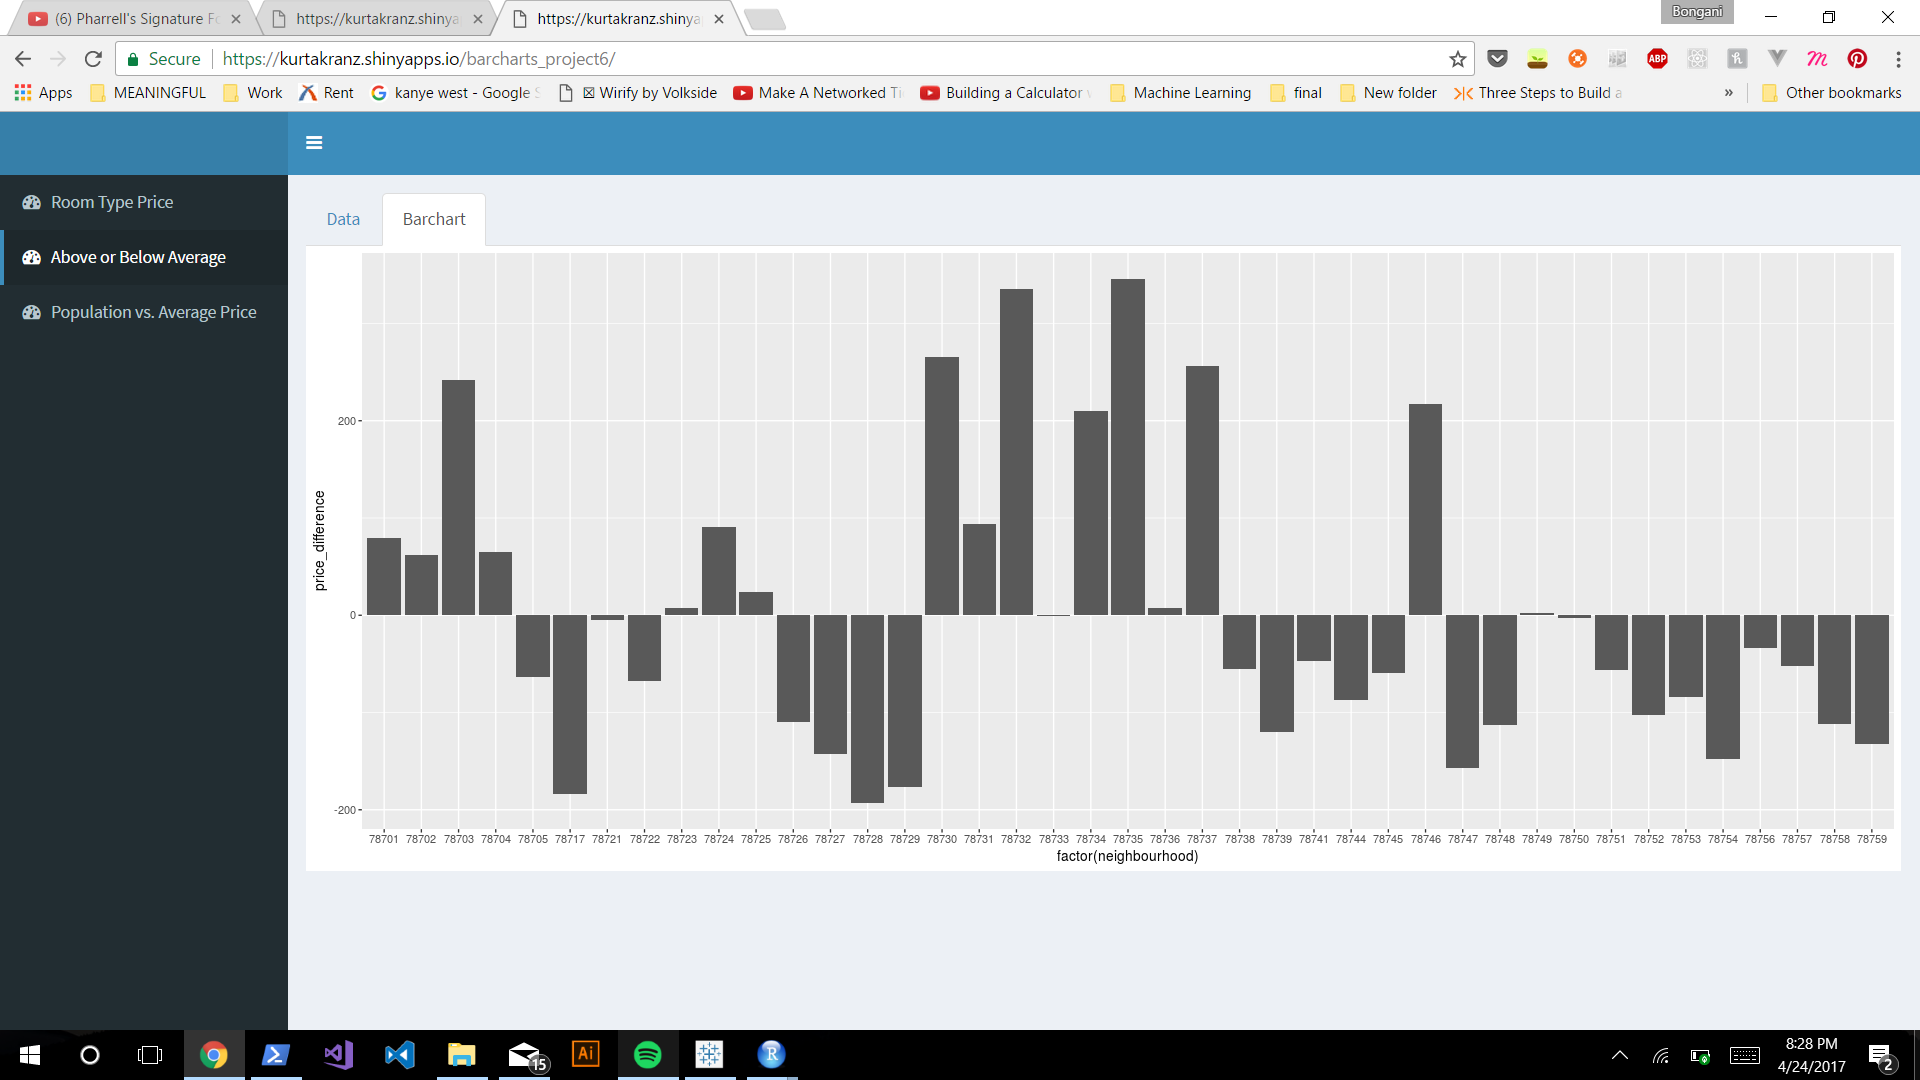 (6) Pharrell's Signature Fo
https://kurtakranz.shinya
https://kurtakranz.shinya
Bongani
Secure
https://kurtakranz.shinyapps.io/barcharts_project6/
ABP
Apps
MEANINGFUL
Work
Rent
kanye west - Google S
☒ Wirify by Volkside
Make A Networked Ti
Building a Calculator
Machine Learning
final
New folder
Three Steps to Build a
»
Other bookmarks
Room Type Price
Above or Below Average
Population vs. Average Price
Data
Barchart
price_difference
200
0
-200
78701 78702 78703 78704 78705 78717 78721 78722 78723 78724 78725 78726 78727 78728 78729 78730 78731 78732 78733 78734 78735 78736 78737 78738 78739 78741 78744 78745 78746 78747 78748 78749 78750 78751 78752 78753 78754 78756 78757 78758 78759
factor(neighbourhood)
15
Ai
R
8:28 PM
4/24/2017
2